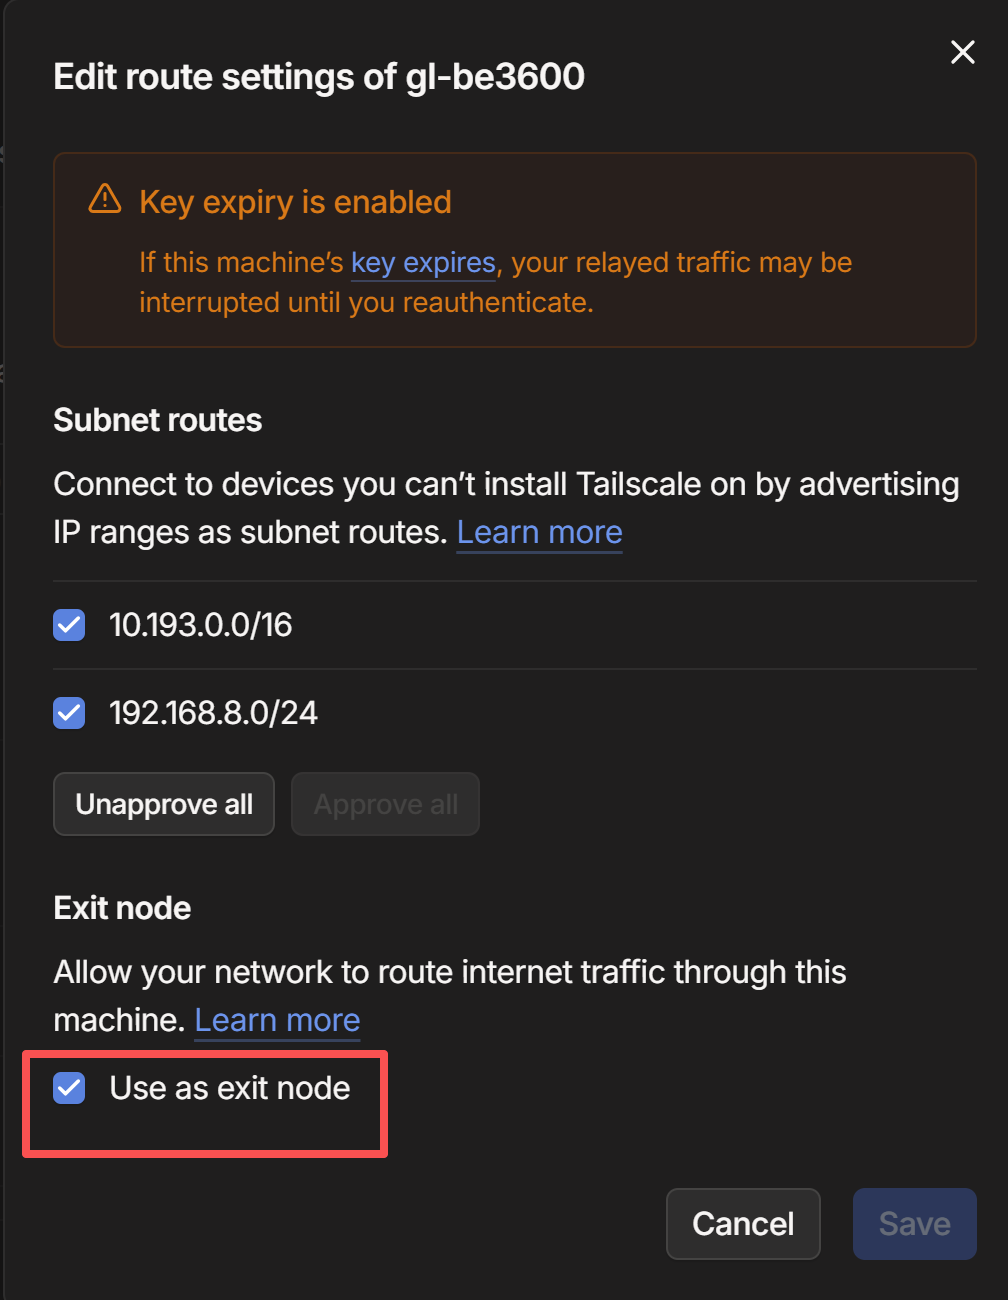 Edit route settings of gl-be3600
Key expiry is enabled
If this machine’s key expires, your relayed traffic may be
interrupted until you reauthenticate.
Subnet routes
Connect to devices you can’t install Tailscale on by advertising
IP ranges as subnet routes. Learn more
10.193.0.0/16
192.168.8.0/24
Unapprove all
Approve all
Exit node
Allow your network to route internet traffic through this
machine. Learn more
Use as exit node
Cancel
Save